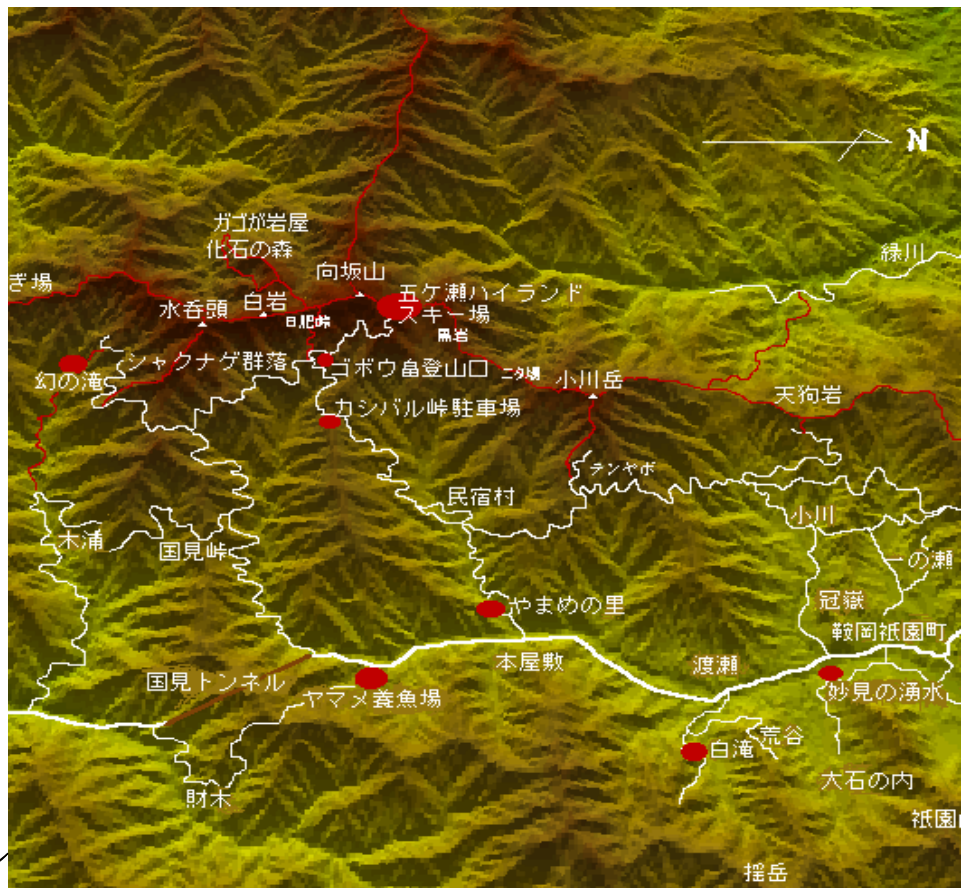 N
ガゴが岩屋
化石の森
緑川
向坂山
ぎ場
五ケ瀬ハイランド
スキー場
白岩
水呑頭
日肥峠
黒岩
シャクナゲ群落
ゴボウ畠登山口
幻の滝
ニタ場
小川岳
天狗岩
カシバル峠駐車場
テンヤボ
民宿村
小川
木浦
国見峠
の瀬
やまめの里
冠嶽
鞍岡祇園町
本屋敷
渡瀬
国見トンネル
ヤマメ養魚場
妙見の湧水
荒谷
白滝
大石の内
財木
祇園
揺岳